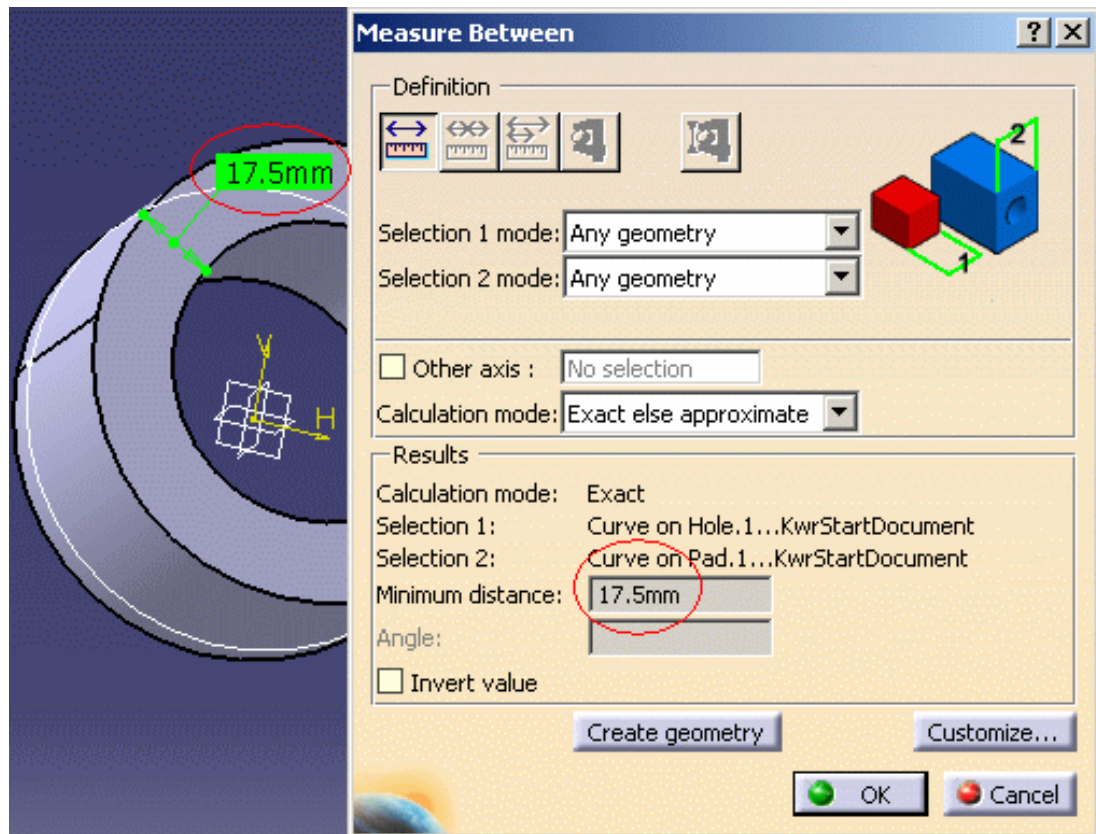 Measure Between
Definition
2
1
17.5mm
Selection 1 mode: Any geometry
Selection 2 mode: Any geometry
V
H
Other axis : No selection
Calculation mode: Exact else approximate
Results
Calculation mode: Exact
Selection 1: Curve on Hole.1...KwrStartDocument
Selection 2: Curve on Pad.1...KwrStartDocument
Minimum distance: 17.5mm
Angle:
Invert value
Create geometry
Customize...
OK
Cancel